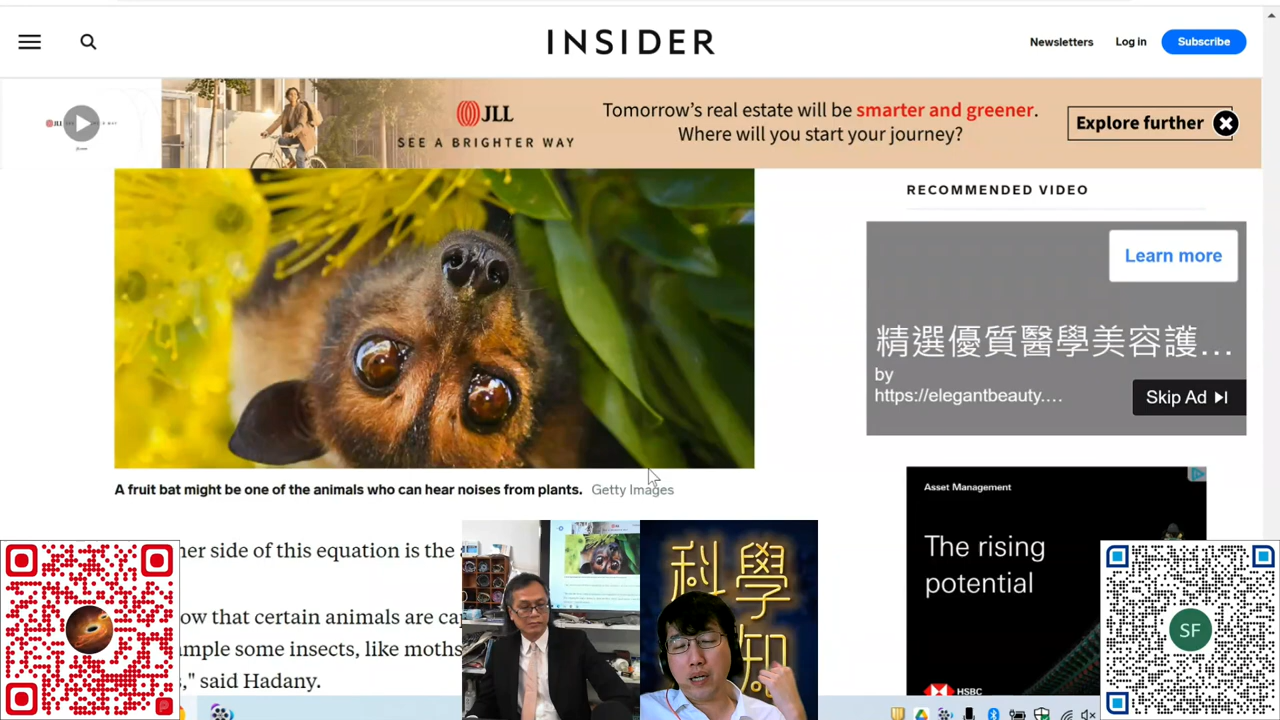 INSIDER
Newsletters
Log in
Subscribe
JLL
SEE A BRIGHTER WAY
Tomorrow's real estate will be smarter and greener.
Where will you start your journey?
Explore further
RECOMMENDED VIDEO
Learn more
精選優質醫學美容護...
by
https://elegantbeauty....
Skip Ad
A fruit bat might be one of the animals who can hear noises from plants. Getty Images
Asset Management
The rising
potential
HSBC
her side of this equation is the
ow that certain animals are ca
ample some insects, like moths
," said Hadany.
科學
知
SF